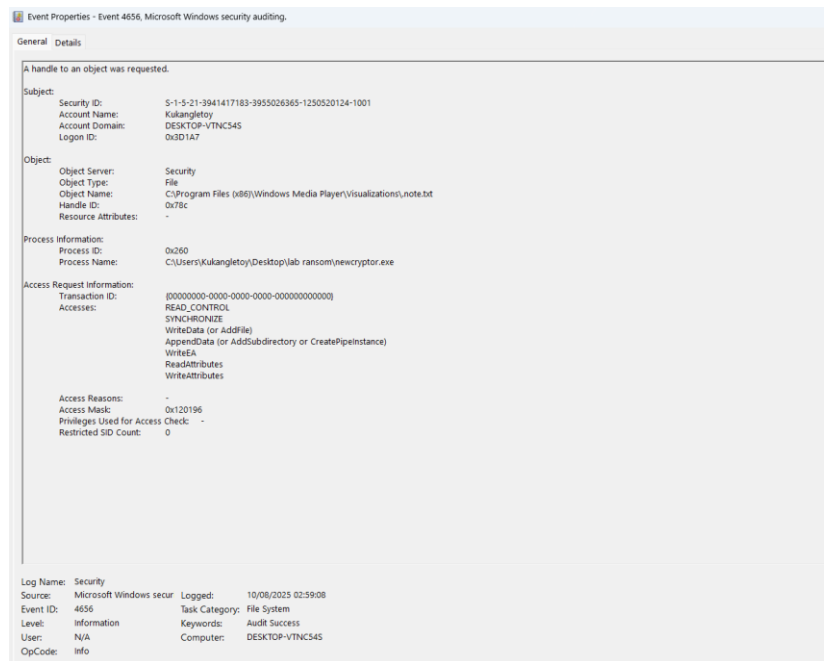 Event Properties - Event 4656, Microsoft Windows security auditing.
General Details
A handle to an object was requested.
Subject:
Security ID: S-1-5-21-3941417183-3955026365-1250520124-1001
Account Name: Kukangletoy
Account Domain: DESKTOP-VTNC54S
Logon ID: 0x3D1A7
Object:
Object Server: Security
Object Type: File
Object Name: C:\Program Files (x86)\Windows Media Player\Visualizations\.note.txt
Handle ID: 0x78c
Resource Attributes: -
Process Information:
Process ID: 0x260
Process Name: C:\Users\Kukangletoy\Desktop\lab ransom\newcryptor.exe
Access Request Information:
Transaction ID: {00000000-0000-0000-0000-000000000000}
Accesses: READ_CONTROL
SYNCHRONIZE
WriteData (or AddFile)
AppendData (or AddSubdirectory or CreatePipeInstance)
WriteEA
ReadAttributes
WriteAttributes
Access Reasons: -
Access Mask: 0x120196
Privileges Used for Access Check: -
Restricted SID Count: 0
Log Name: Security
Source: Microsoft Windows secur Logged: 10/08/2025 02:59:08
Event ID: 4656 Task Category: File System
Level: Information Keywords: Audit Success
User: N/A Computer: DESKTOP-VTNC54S
OpCode: Info